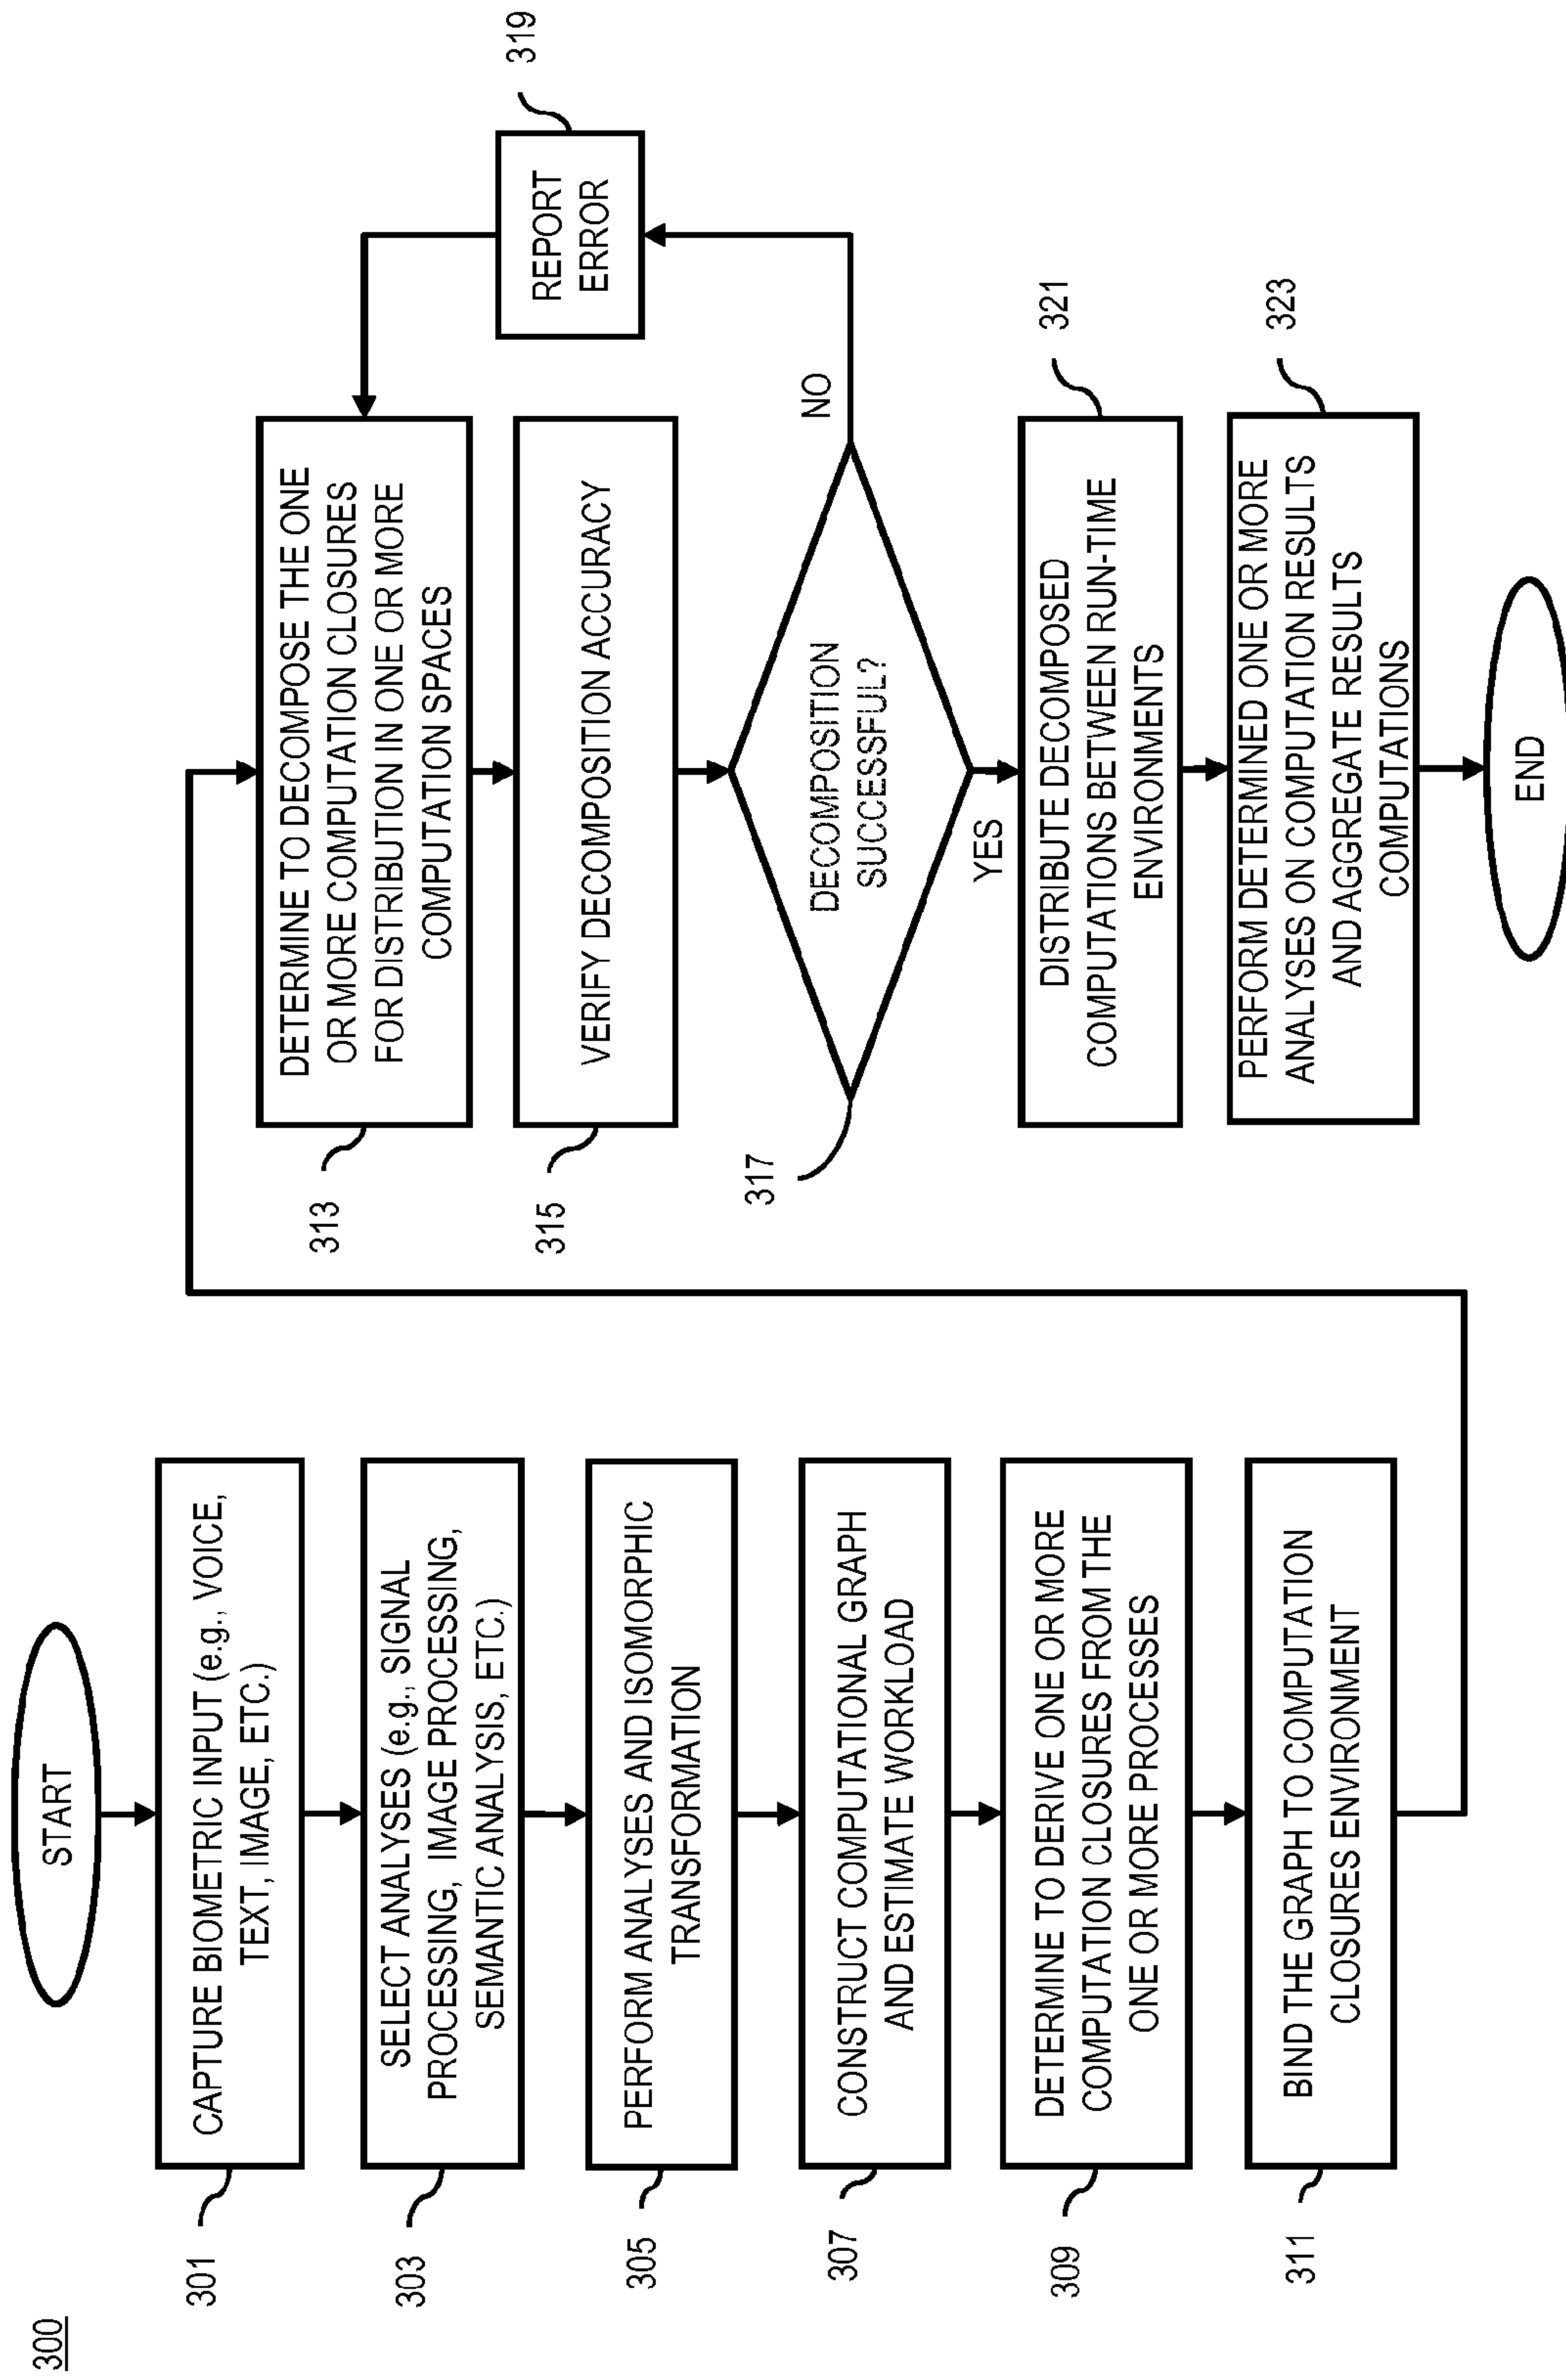 300
START
301
CAPTURE BIOMETRIC INPUT (e.g., VOICE,
TEXT, IMAGE, ETC.)
303
SELECT ANALYSES (e.g., SIGNAL
PROCESSING, IMAGE PROCESSING,
SEMANTIC ANALYSIS, ETC.)
305
PERFORM ANALYSES AND ISOMORPHIC
TRANSFORMATION
307
CONSTRUCT COMPUTATIONAL GRAPH
AND ESTIMATE WORKLOAD
309
DETERMINE TO DERIVE ONE OR MORE
COMPUTATION CLOSURES FROM THE
ONE OR MORE PROCESSES
311
BIND THE GRAPH TO COMPUTATION
CLOSURES ENVIRONMENT
313
DETERMINE TO DECOMPOSE THE ONE
OR MORE COMPUTATION CLOSURES
FOR DISTRIBUTION IN ONE OR MORE
COMPUTATION SPACES
315
VERIFY DECOMPOSITION ACCURACY
317
DECOMPOSITION
SUCCESSFUL?
NO
319
REPORT
ERROR
YES
321
DISTRIBUTE DECOMPOSED
COMPUTATIONS BETWEEN RUN-TIME
ENVIRONMENTS
323
PERFORM DETERMINED ONE OR MORE
ANALYSES ON COMPUTATION RESULTS
AND AGGREGATE RESULTS
COMPUTATIONS
END